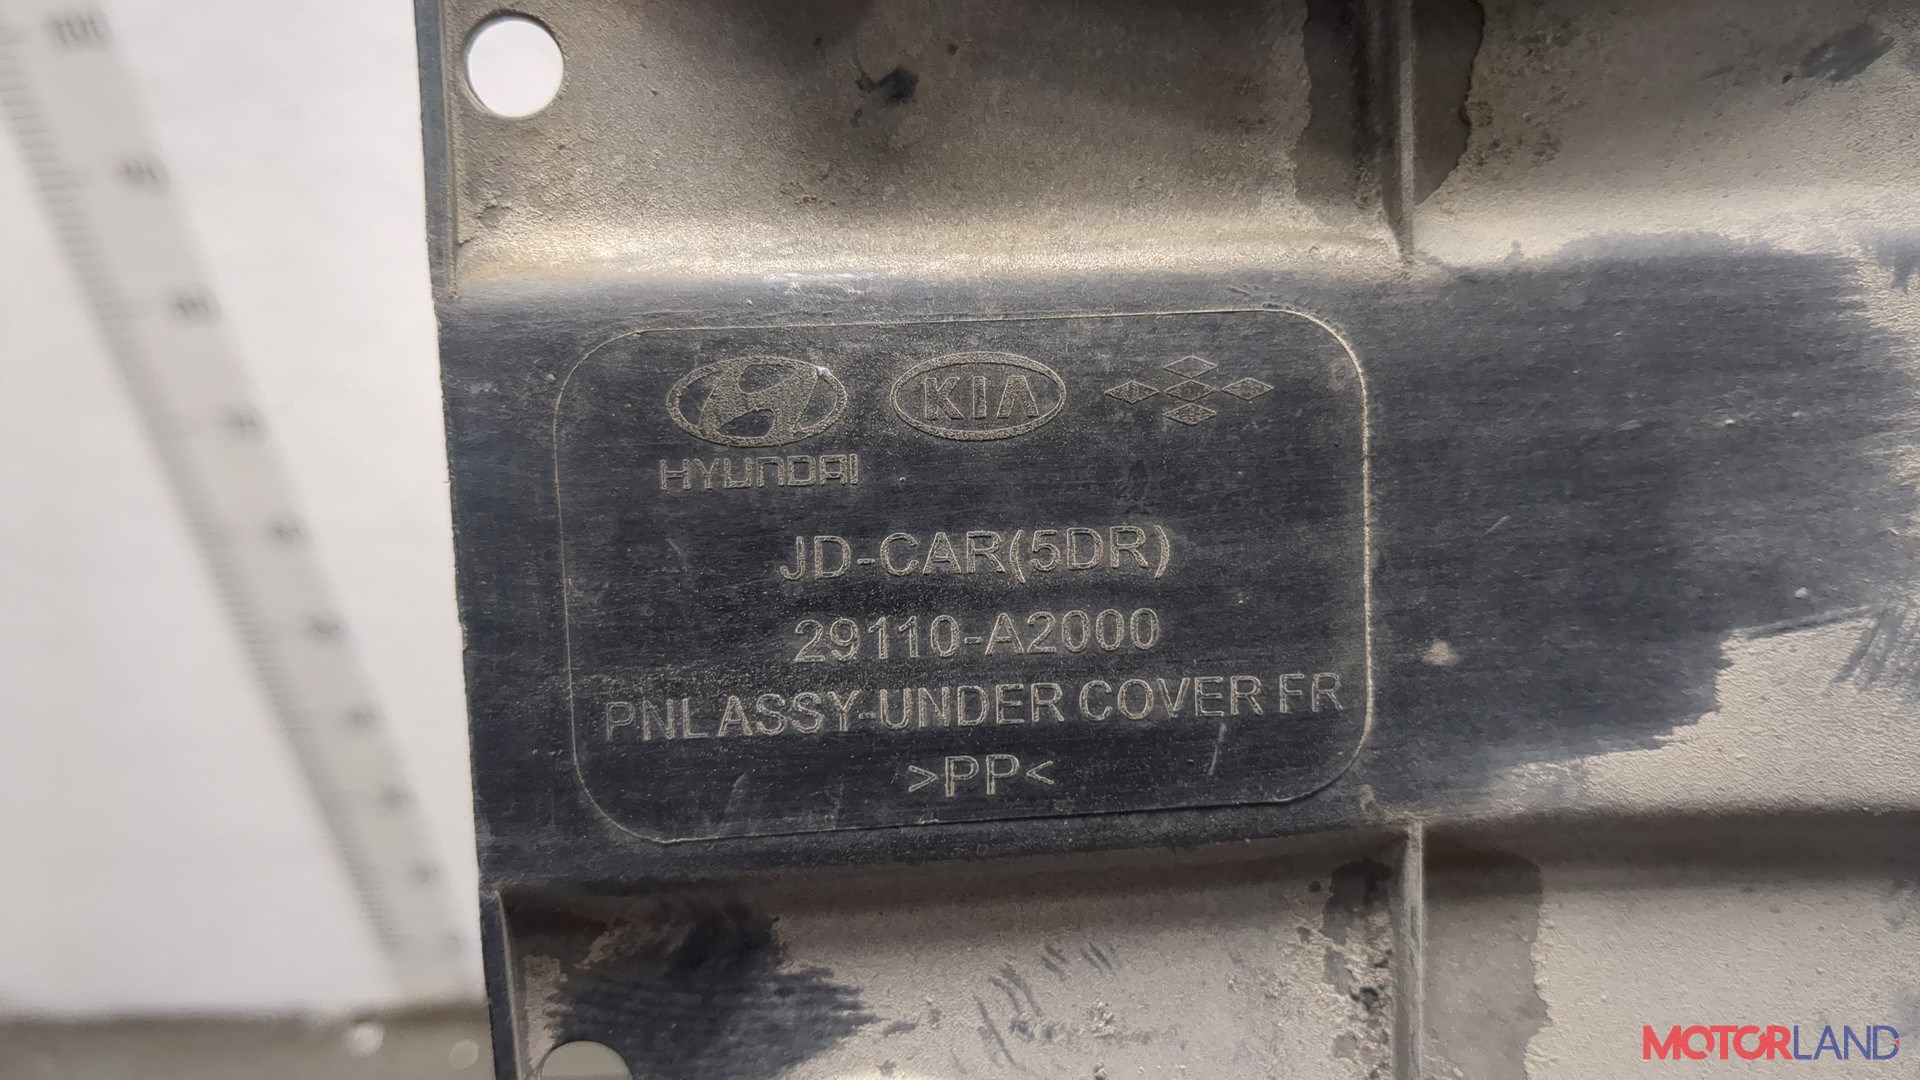 KIA
HYUNDAI
JD-CAR(5DR)
29110-A2000
PNL ASSY-UNDER COVER FR
>PP<
MOTORLAND